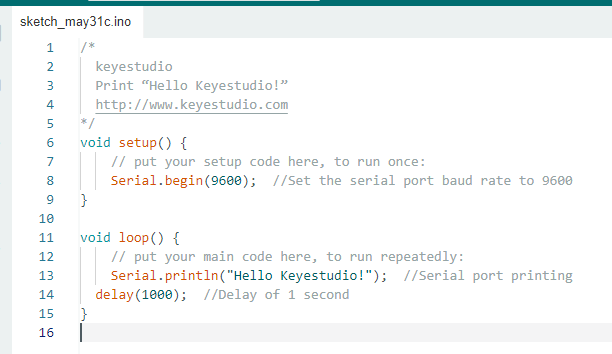 sketch_may31c.ino
1 /*
2 keyestudio
3 Print “Hello Keyestudio!”
4 http://www.keyestudio.com
5 */
6 void setup() {
7 // put your setup code here, to run once:
8 Serial.begin(9600);  //Set the serial port baud rate to 9600
9 }
10
11 void loop() {
12 // put your main code here, to run repeatedly:
13 Serial.println("Hello Keyestudio!");  //Serial port printing
14 delay(1000);  //Delay of 1 second
15 }
16